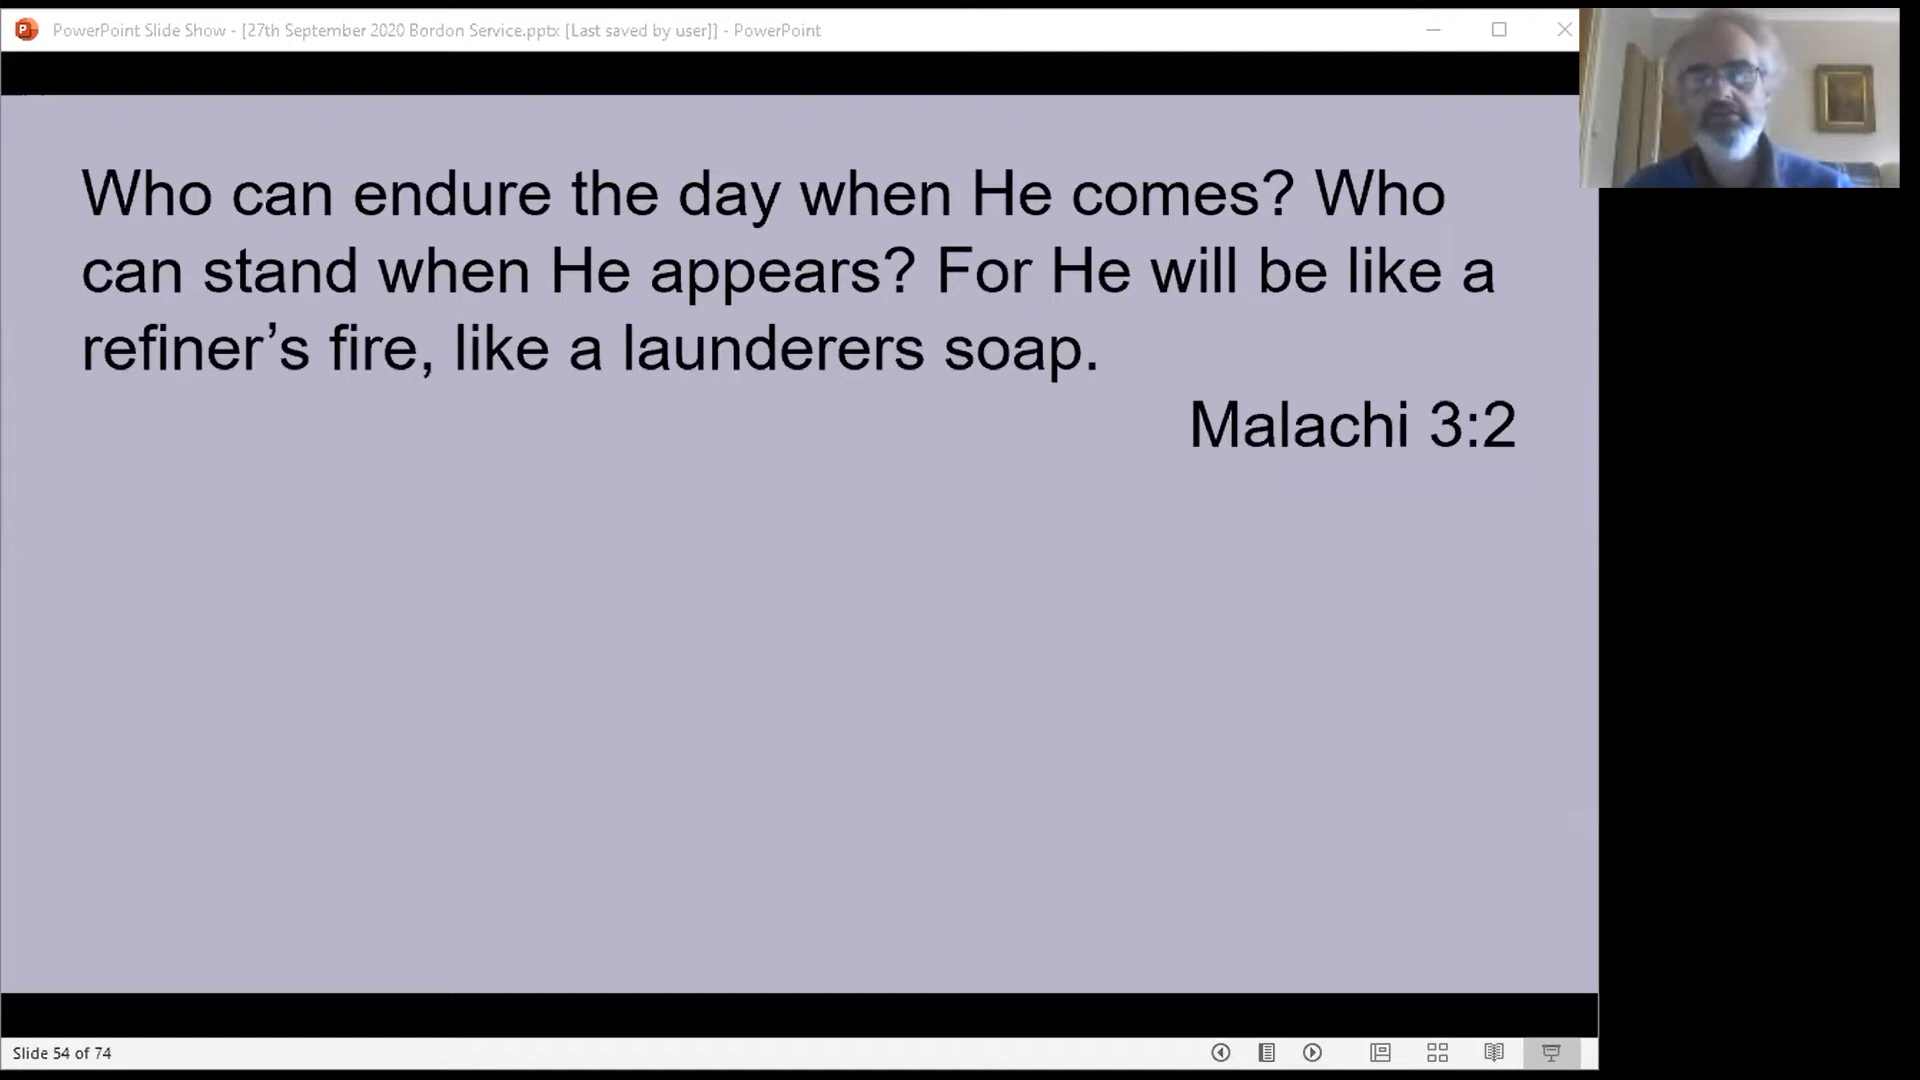 PowerPoint Slide Show - [27th September 2020 Bordon Service.pptx [Last saved by user]] - PowerPoint
Who can endure the day when He comes? Who
can stand when He appears? For He will be like a
refiner’s fire, like a launderers soap.
Malachi 3:2
Slide 54 of 74